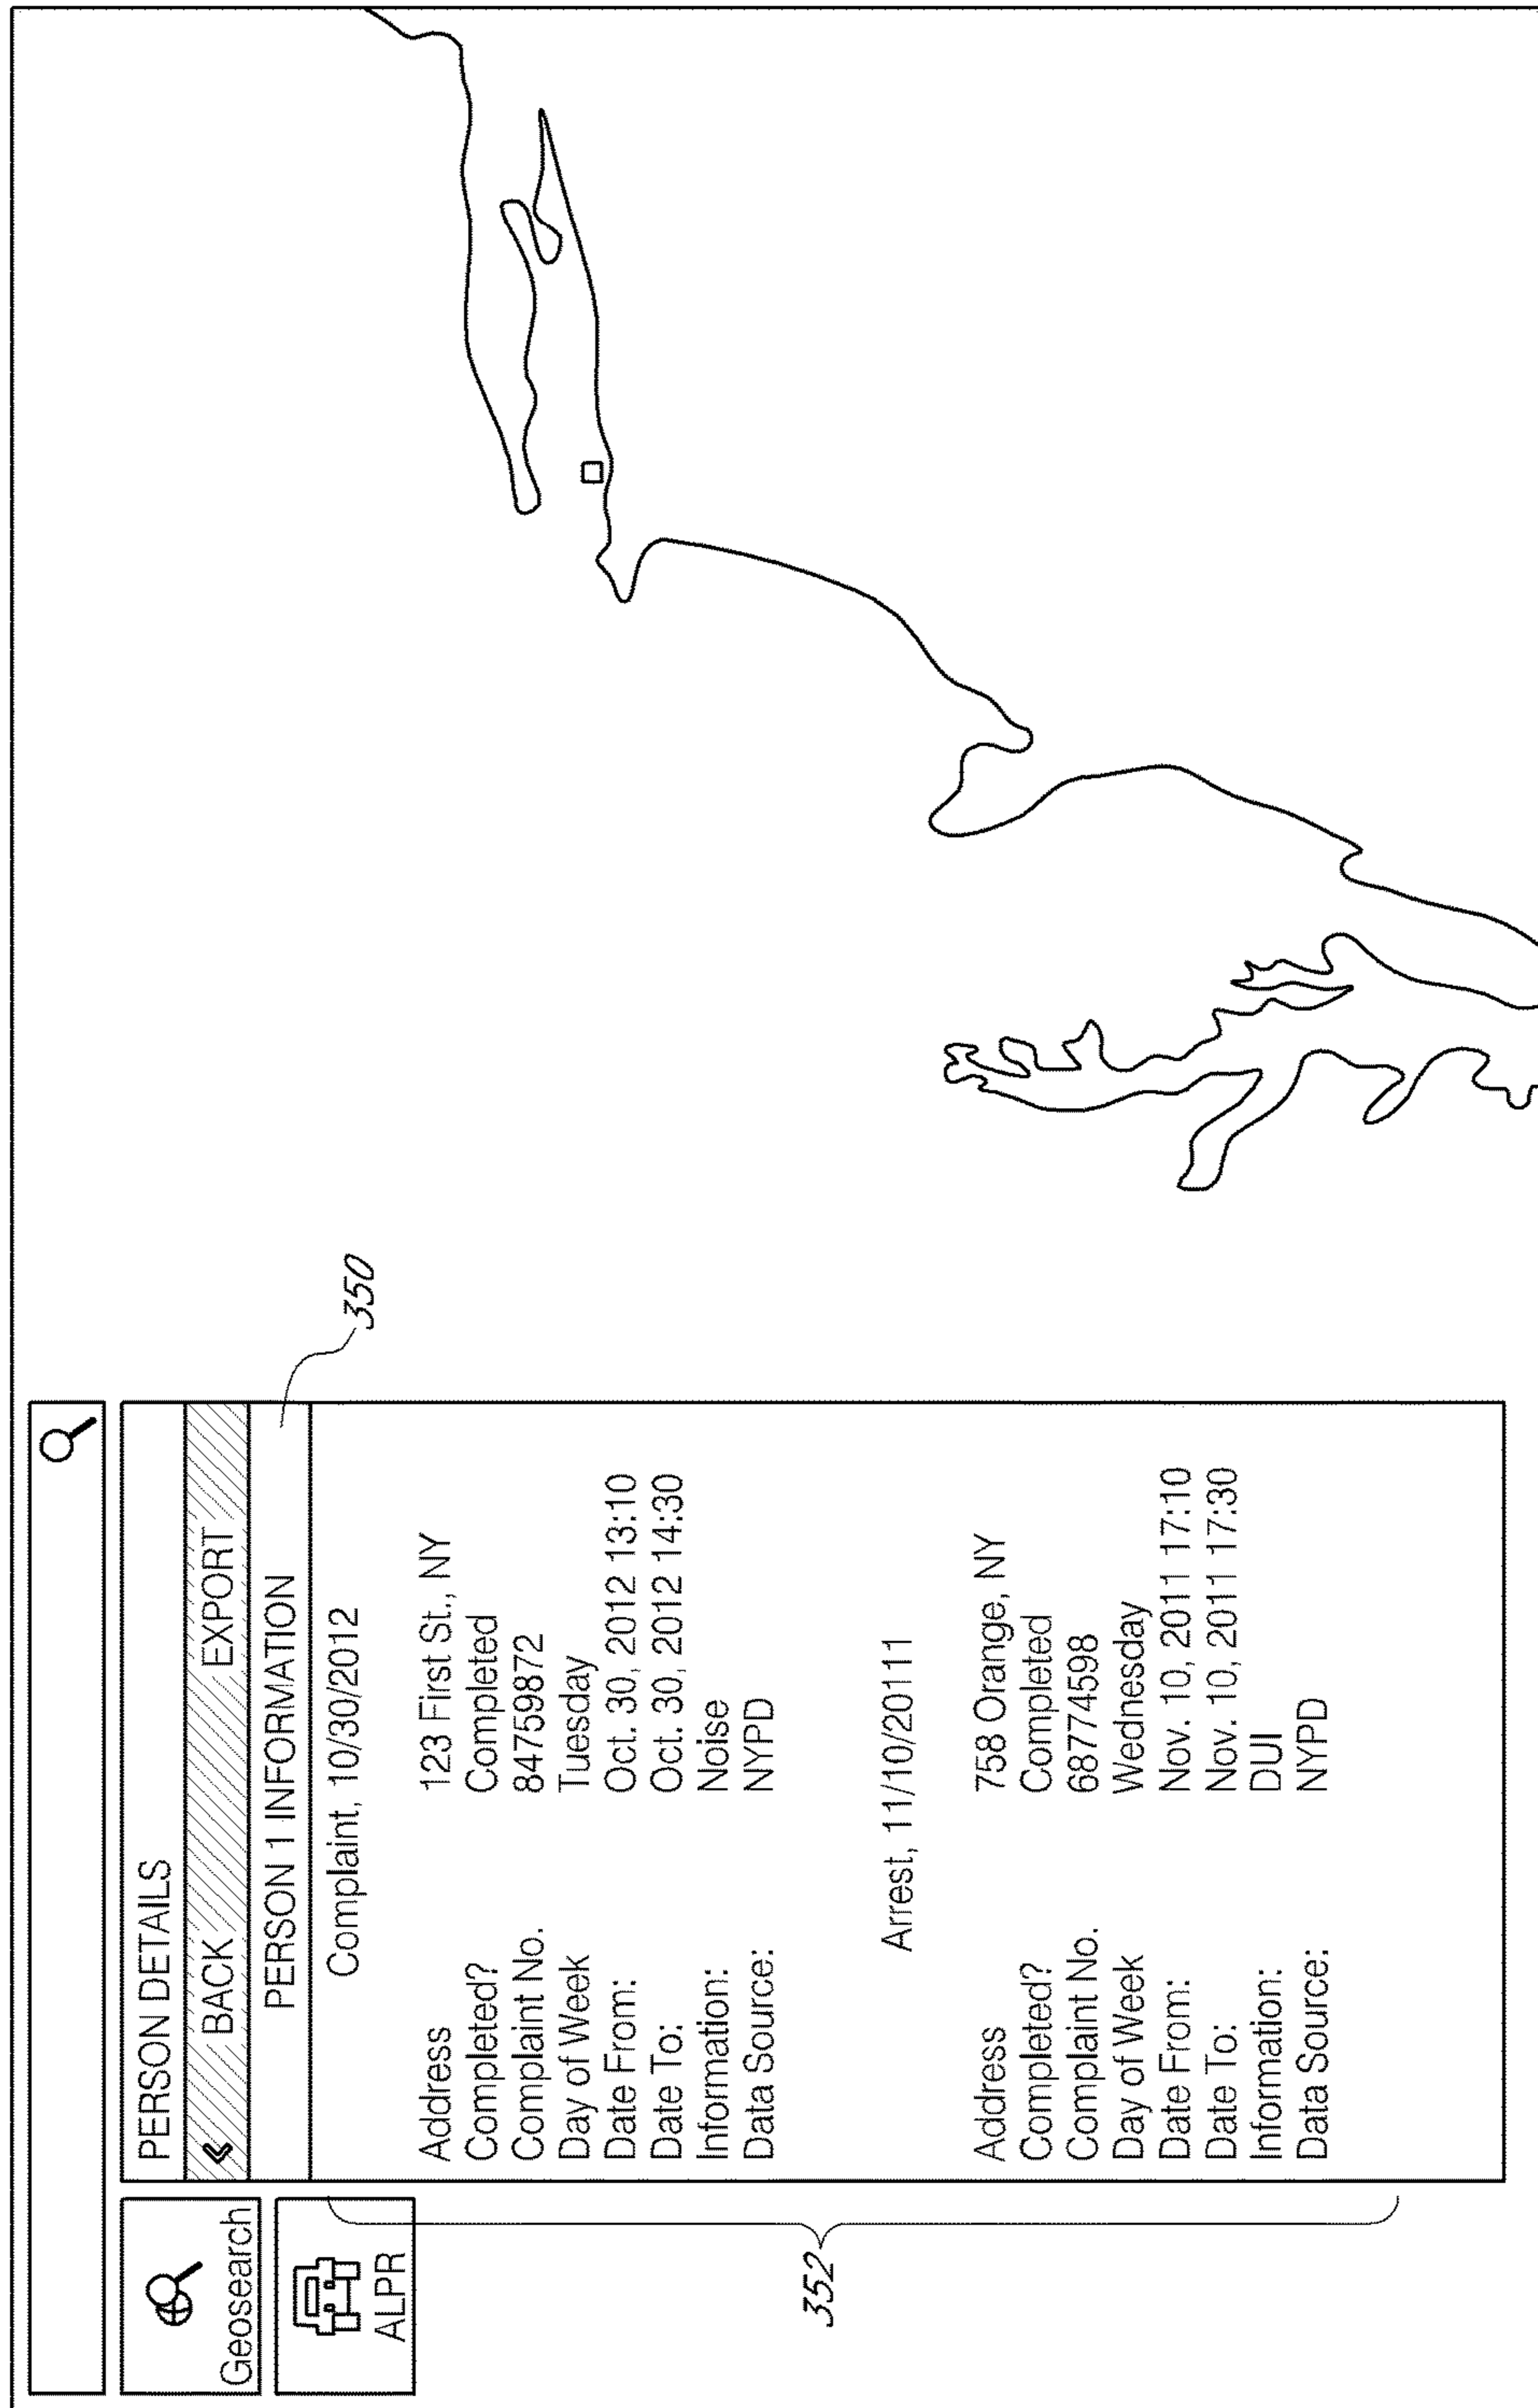 PERSON DETAILS
« BACK EXPORT
PERSON 1 INFORMATION
Complaint, 10/30/2012
Address 123 First St., NY
Completed? Completed
Complaint No. 84759872
Day of Week Tuesday
Date From: Oct. 30, 2012 13:10
Date To: Oct. 30, 2012 14:30
Information: Noise
Data Source: NYPD
Arrest, 11/10/20111
Address 758 Orange, NY
Completed? Completed
Complaint No. 68774598
Day of Week Wednesday
Date From: Nov. 10, 2011 17:10
Date To: Nov. 10, 2011 17:30
Information: DUI
Data Source: NYPD
Geosearch
ALPR
350
352